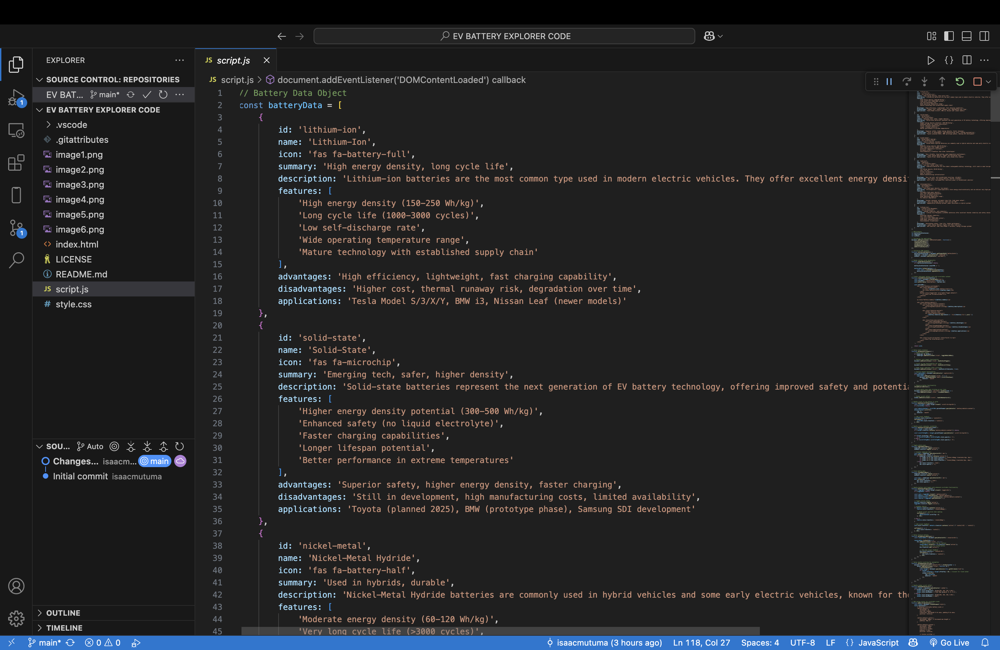 EV BATTERY EXPLORER CODE
EXPLORER
SOURCE CONTROL: REPOSITORIES
EV BAT... main*
1
EV BATTERY EXPLORER CODE
.vscode
.gitattributes
image1.png
image2.png
image3.png
image4.png
image5.png
image6.png
1
index.html
LICENSE
README.md
JS script.js
# style.css
SOU... Auto
Changes... isaacm... main
Initial commit isaacmutuma
OUTLINE
TIMELINE
JS script.js
JS script.js > document.addEventListener('DOMContentLoaded') callback
1 // Battery Data Object
2 const batteryData = [
3 {
4 id: 'lithium-ion',
5 name: 'Lithium-Ion',
6 icon: 'fas fa-battery-full',
7 summary: 'High energy density, long cycle life',
8 description: 'Lithium-ion batteries are the most common type used in modern electric vehicles. They offer excellent energy densi
9 features: [
10 'High energy density (150-250 Wh/kg)',
11 'Long cycle life (1000-3000 cycles)',
12 'Low self-discharge rate',
13 'Wide operating temperature range',
14 'Mature technology with established supply chain'
15 ],
16 advantages: 'High efficiency, lightweight, fast charging capability',
17 disadvantages: 'Higher cost, thermal runaway risk, degradation over time',
18 applications: 'Tesla Model S/3/X/Y, BMW i3, Nissan Leaf (newer models)'
19 },
20 {
21 id: 'solid-state',
22 name: 'Solid-State',
23 icon: 'fas fa-microchip',
24 summary: 'Emerging tech, safer, higher density',
25 description: 'Solid-state batteries represent the next generation of EV battery technology, offering improved safety and potentia
26 features: [
27 'Higher energy density potential (300-500 Wh/kg)',
28 'Enhanced safety (no liquid electrolyte)',
29 'Faster charging capabilities',
30 'Longer lifespan potential',
31 'Better performance in extreme temperatures'
32 ],
33 advantages: 'Superior safety, higher energy density, faster charging',
34 disadvantages: 'Still in development, high manufacturing costs, limited availability',
35 applications: 'Toyota (planned 2025), BMW (prototype phase), Samsung SDI development'
36 },
37 {
38 id: 'nickel-metal',
39 name: 'Nickel-Metal Hydride',
40 icon: 'fas fa-battery-half',
41 summary: 'Used in hybrids, durable',
42 description: 'Nickel-Metal Hydride batteries are commonly used in hybrid vehicles and some early electric vehicles, known for the
43 features: [
44 'Moderate energy density (60-120 Wh/kg)',
45 'Very long cycle life (>3000 cycles)',
main* 0 0 isaacmutuma (3 hours ago) Ln 118, Col 27 Spaces: 4 UTF-8 LF {} JavaScript Go Live